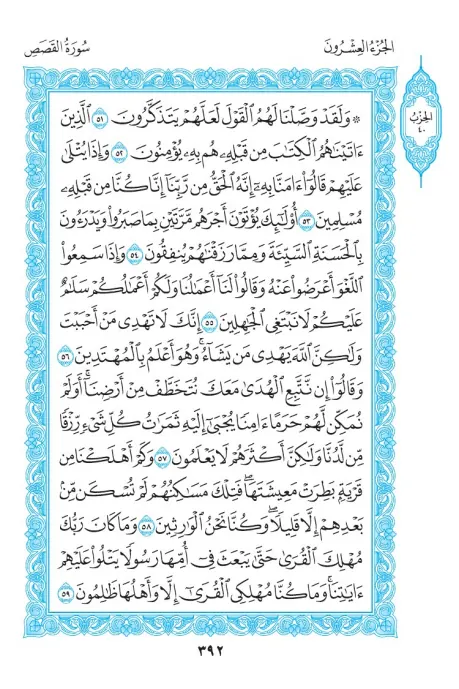 الجُزْءُ العِشْرُونَ
سُورَةُ القَصَصِ
الحِزْبُ
٤٠
۞ وَلَقَدْ وَصَّلْنَا لَهُمُ ٱلْقَوْلَ لَعَلَّهُمْ يَتَذَكَّرُونَ ٥١ ٱلَّذِينَ
ءَاتَيْنَٰهُمُ ٱلْكِتَٰبَ مِن قَبْلِهِۦ هُم بِهِۦ يُؤْمِنُونَ ٥٢ وَإِذَا يُتْلَىٰ
عَلَيْهِمْ قَالُوٓا۟ ءَامَنَّا بِهِۦٓ إِنَّهُ ٱلْحَقُّ مِن رَّبِّنَآ إِنَّا كُنَّا مِن قَبْلِهِۦ
مُسْلِمِينَ ٥٣ أُو۟لَٰٓئِكَ يُؤْتَوْنَ أَجْرَهُم مَّرَّتَيْنِ بِمَا صَبَرُوا۟ وَيَدْرَءُونَ
بِٱلْحَسَنَةِ ٱلسَّيِّئَةَ وَمِمَّا رَزَقْنَٰهُمْ يُنفِقُونَ ٥٤ وَإِذَا سَمِعُوا۟
ٱللَّغْوَ أَعْرَضُوا۟ عَنْهُ وَقَالُوا۟ لَنَآ أَعْمَٰلُنَا وَلَكُمْ أَعْمَٰلُكُمْ سَلَٰمٌ
عَلَيْكُمْ لَا نَبْتَغِى ٱلْجَٰهِلِينَ ٥٥ إِنَّكَ لَا تَهْدِى مَنْ أَحْبَبْتَ
وَلَٰكِنَّ ٱللَّهَ يَهْدِى مَن يَشَآءُ ۚ وَهُوَ أَعْلَمُ بِٱلْمُهْتَدِينَ ٥٦
وَقَالُوٓا۟ إِن نَّتَّبِعِ ٱلْهُدَىٰ مَعَكَ نُتَخَطَّفْ مِنْ أَرْضِنَآ ۚ أَوَلَمْ
نُمَكِّن لَّهُمْ حَرَمًا ءَامِنًا يُجْبَىٰٓ إِلَيْهِ ثَمَرَٰتُ كُلِّ شَىْءٍ رِّزْقًا
مِّن لَّدُنَّا وَلَٰكِنَّ أَكْثَرَهُمْ لَا يَعْلَمُونَ ٥٧ وَكَمْ أَهْلَكْنَا مِن
قَرْيَةٍۭ بَطِرَتْ مَعِيشَتَهَا ۖ فَتِلْكَ مَسَٰكِنُهُمْ لَمْ تُسْكَن مِّنۢ
بَعْدِهِمْ إِلَّا قَلِيلًا ۖ وَكُنَّا نَحْنُ ٱلْوَٰرِثِينَ ٥٨ وَمَا كَانَ رَبُّكَ
مُهْلِكَ ٱلْقُرَىٰ حَتَّىٰ يَبْعَثَ فِىٓ أُمِّهَا رَسُولًا يَتْلُوا۟ عَلَيْهِمْ
ءَايَٰتِنَا ۚ وَمَا كُنَّا مُهْلِكِى ٱلْقُرَىٰٓ إِلَّا وَأَهْلُهَا ظَٰلِمُونَ ٥٩
٣٩٢